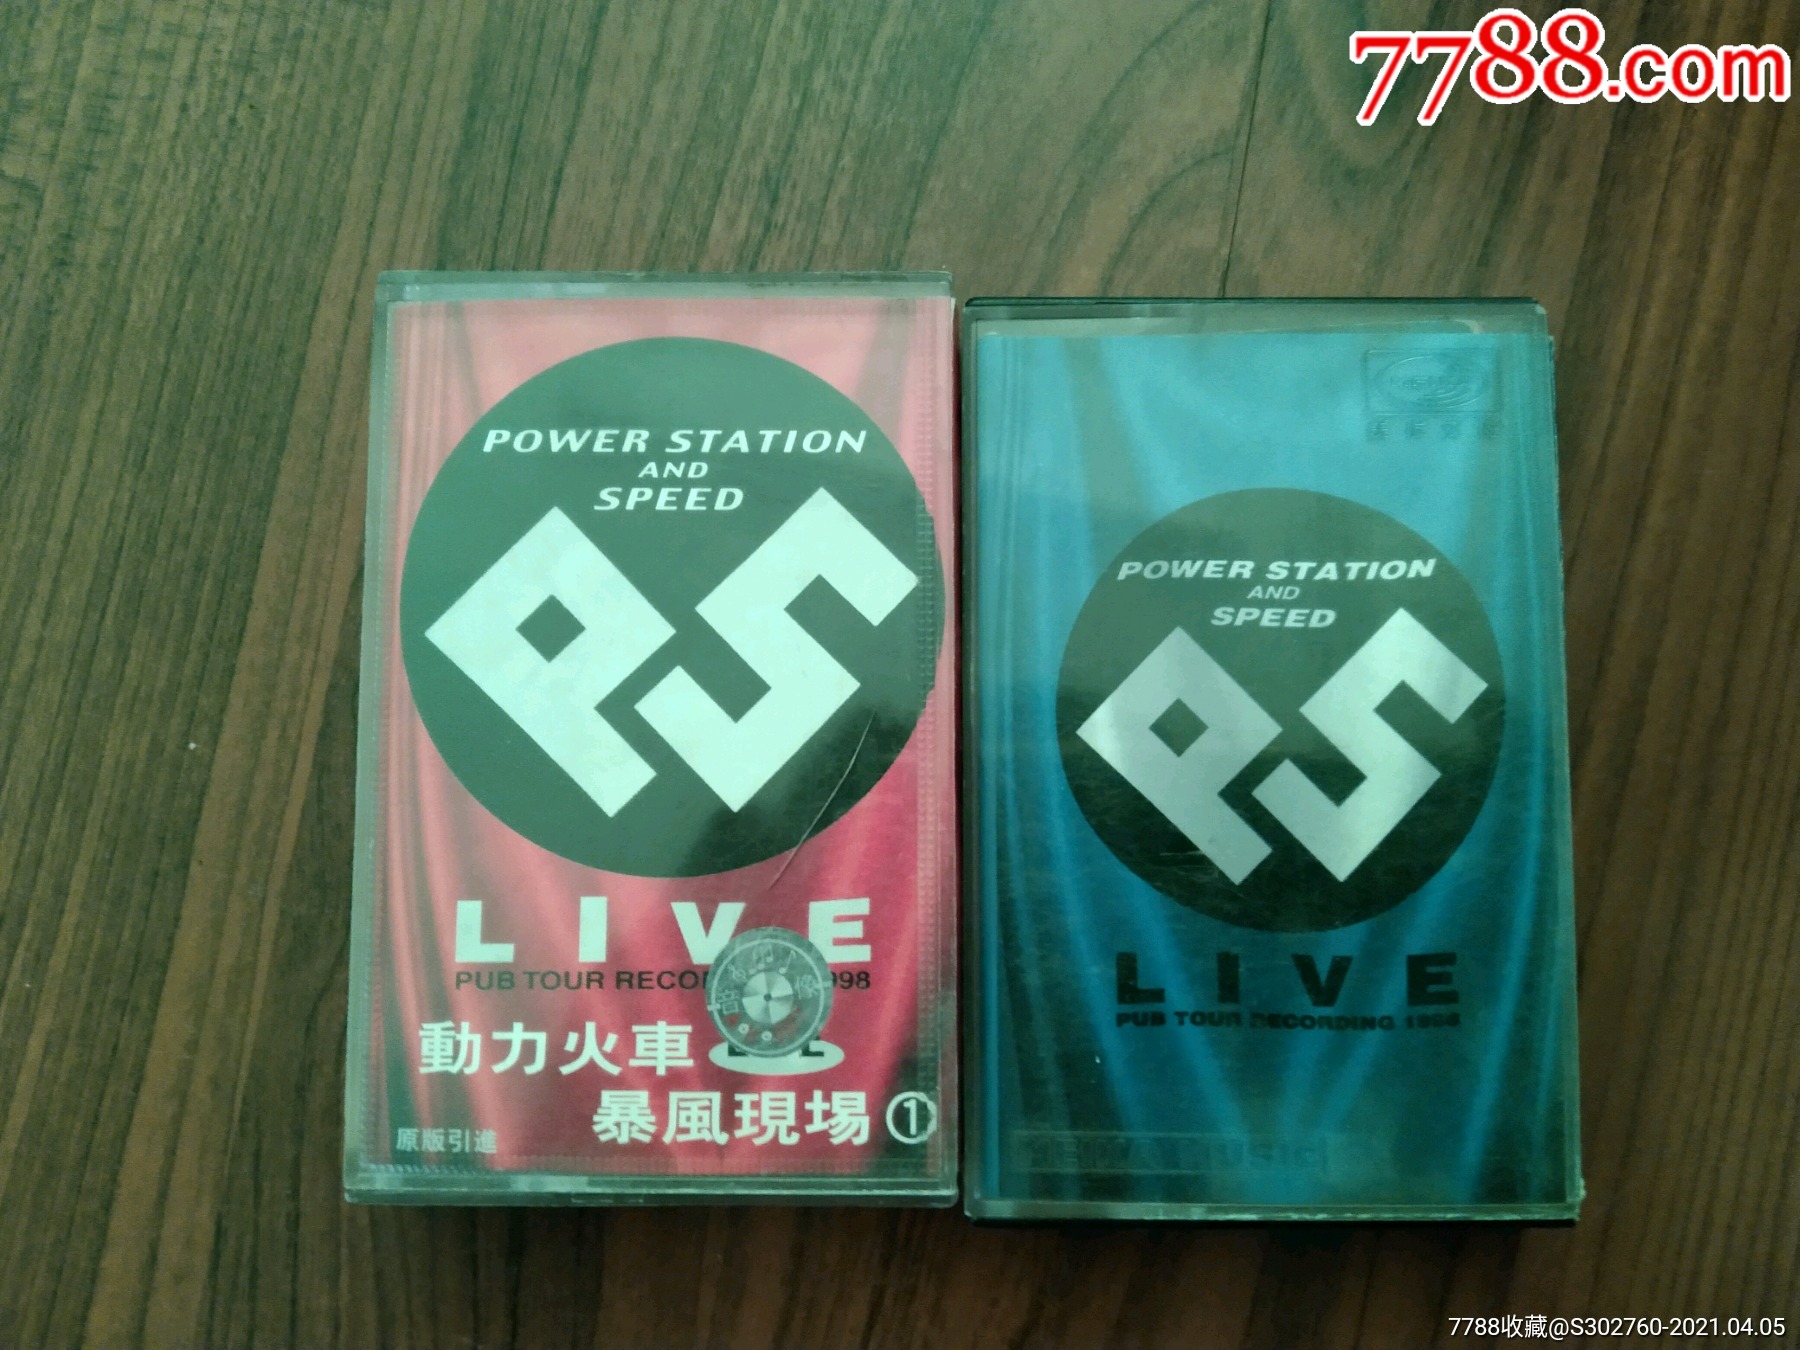 7788.com
POWER STATION
AND
SPEED
PS
LIVE
PUB TOUR 1998
動力火車
暴風現場①
原版引進
POWER STATION
AND
SPEED
PS
LIVE
PUB TOUR RECORDING 1998
7788收藏@S302760-2021.04.05